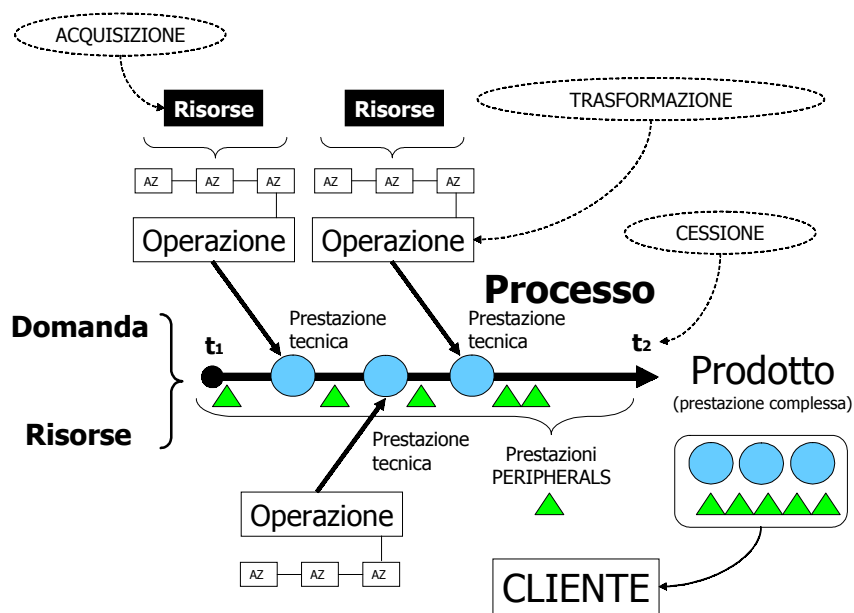 ACQUISIZIONE
Risorse
Risorse
TRASFORMAZIONE
AZ
AZ
AZ
AZ
AZ
AZ
Operazione
Operazione
CESSIONE
Processo
Domanda
t1
Prestazione
tecnica
Prestazione
tecnica
t2
Prodotto
(prestazione complessa)
Risorse
Prestazione
tecnica
Prestazioni
PERIPHERALS
Operazione
AZ
AZ
AZ
CLIENTE